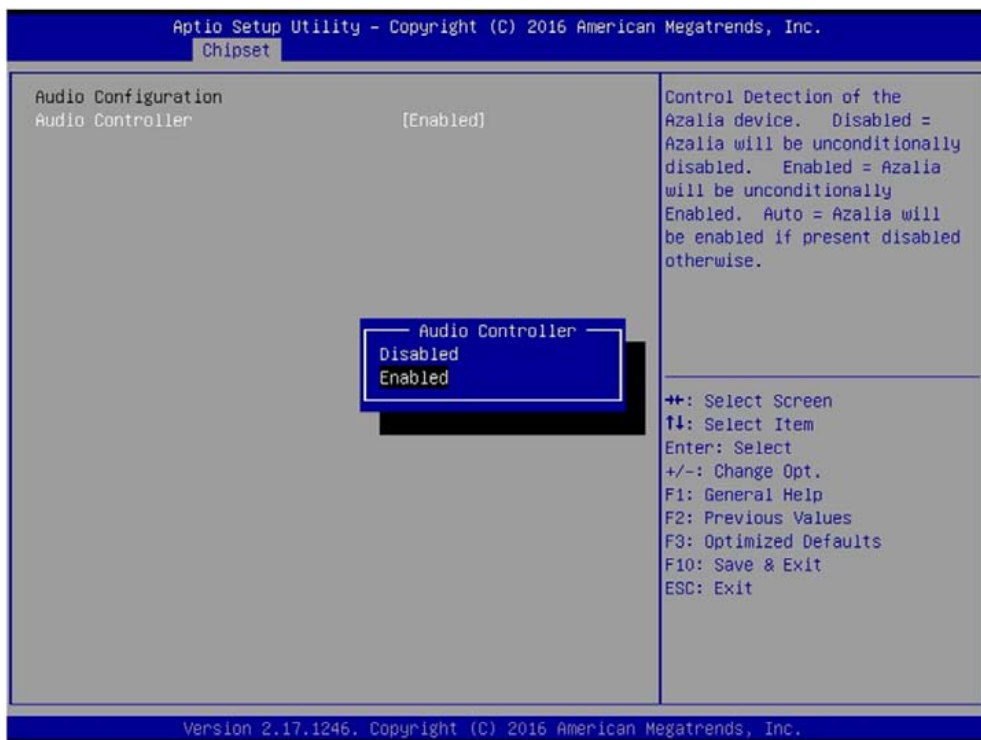 Aptio Setup Utility – Copyright (C) 2016 American Megatrends, Inc.
Chipset
Audio Configuration
Audio Controller [Enabled]
Control Detection of the
Azalia device. Disabled =
Azalia will be unconditionally
disabled. Enabled = Azalia
will be unconditionally
Enabled. Auto = Azalia will
be enabled if present disabled
otherwise.
Audio Controller
Disabled
Enabled
→←: Select Screen
↑↓: Select Item
Enter: Select
+/-: Change Opt.
F1: General Help
F2: Previous Values
F3: Optimized Defaults
F10: Save & Exit
ESC: Exit
Version 2.17.1246. Copyright (C) 2016 American Megatrends, Inc.